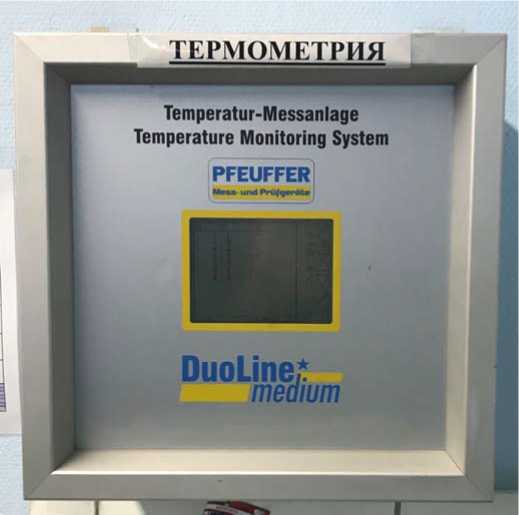 ТЕРМОМЕТРИЯ
Temperatur-Messanlage
Temperature Monitoring System
PFEUFFER
Mess- und Prüfgeräte
DuoLine
medium